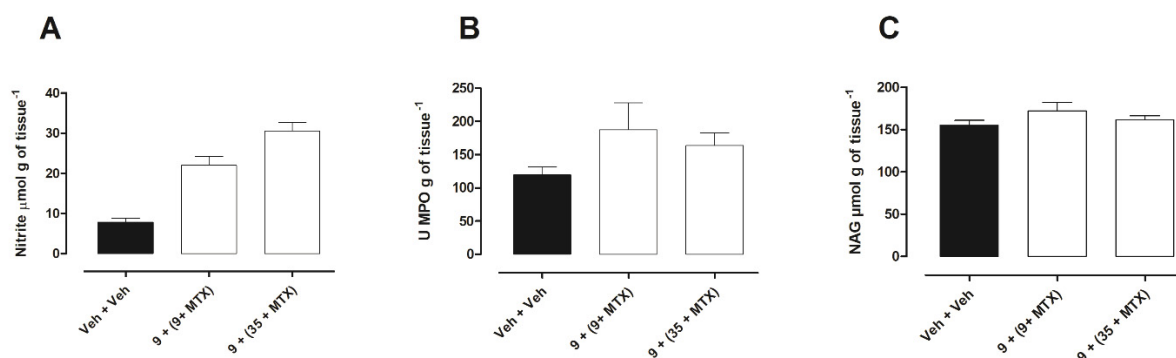 A
Nitrite μmol g of tissue⁻¹
40
30
20
10
0
Veh + Veh
9 + (9+ MTX)
9 + (35 + MTX)
B
U MPO g of tissue⁻¹
250
200
150
100
50
0
Veh + Veh
9 + (9+ MTX)
9 + (35 + MTX)
C
NAG μmol g of tissue⁻¹
200
150
100
50
0
Veh + Veh
9 + (9+ MTX)
9 + (35 + MTX)